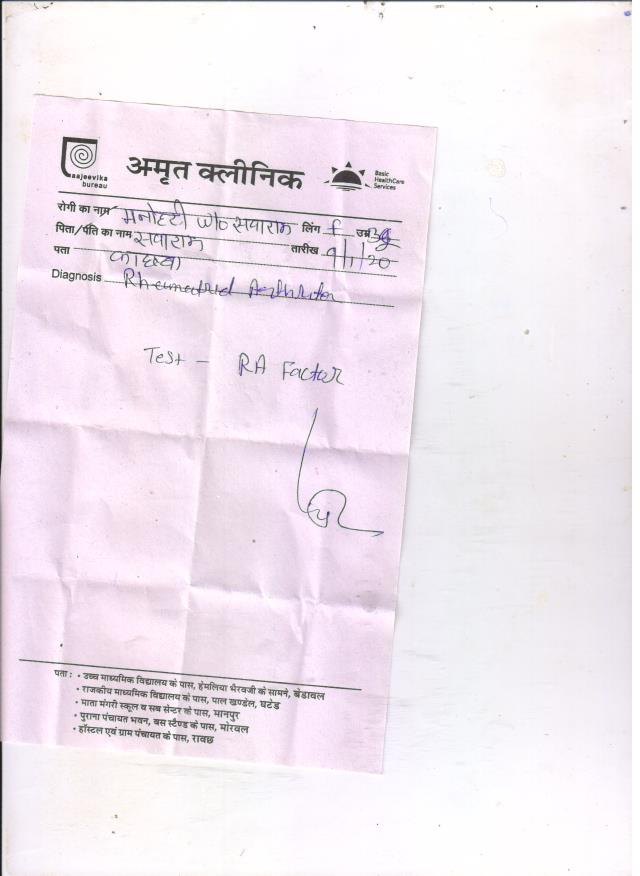 aajeevika
bureau
अमृत क्लीनिक
Basic
HealthCare
Services
रोगी का नाम मनोहरी w/o सवाराम लिंग F उम्र
पिता/पति का नाम सवाराम तारीख 9/1/20
पता
Diagnosis Rheumatoid Arthritis
Test - RA Factor
पता : • उच्च माध्यमिक विद्यालय के पास, हेमलिया भैरवजी के सामने, बेडावल
• राजकीय माध्यमिक विद्यालय के पास, पाल खण्डेल, घटेड
• माता मंगरी स्कूल व सब सेन्टर के पास, मानपुर
• पुराना पंचायत भवन, बस स्टैण्ड के पास, मोरवल
• हॉस्टल एवं ग्राम पंचायत के पास, रावछ